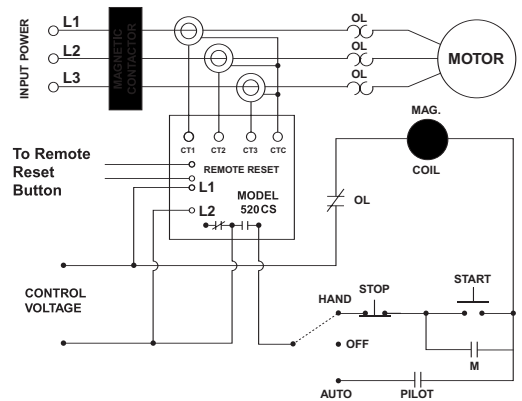 INPUT POWER
L1
L2
L3
MAGNETIC
CONTACTOR
OL
OL
OL
MOTOR
CT1 CT2 CT3 CTC
REMOTE RESET
To Remote
Reset
Button
L1
L2
MODEL
520CS
MAG.
COIL
OL
CONTROL
VOLTAGE
HAND
STOP
START
OFF
M
AUTO
PILOT